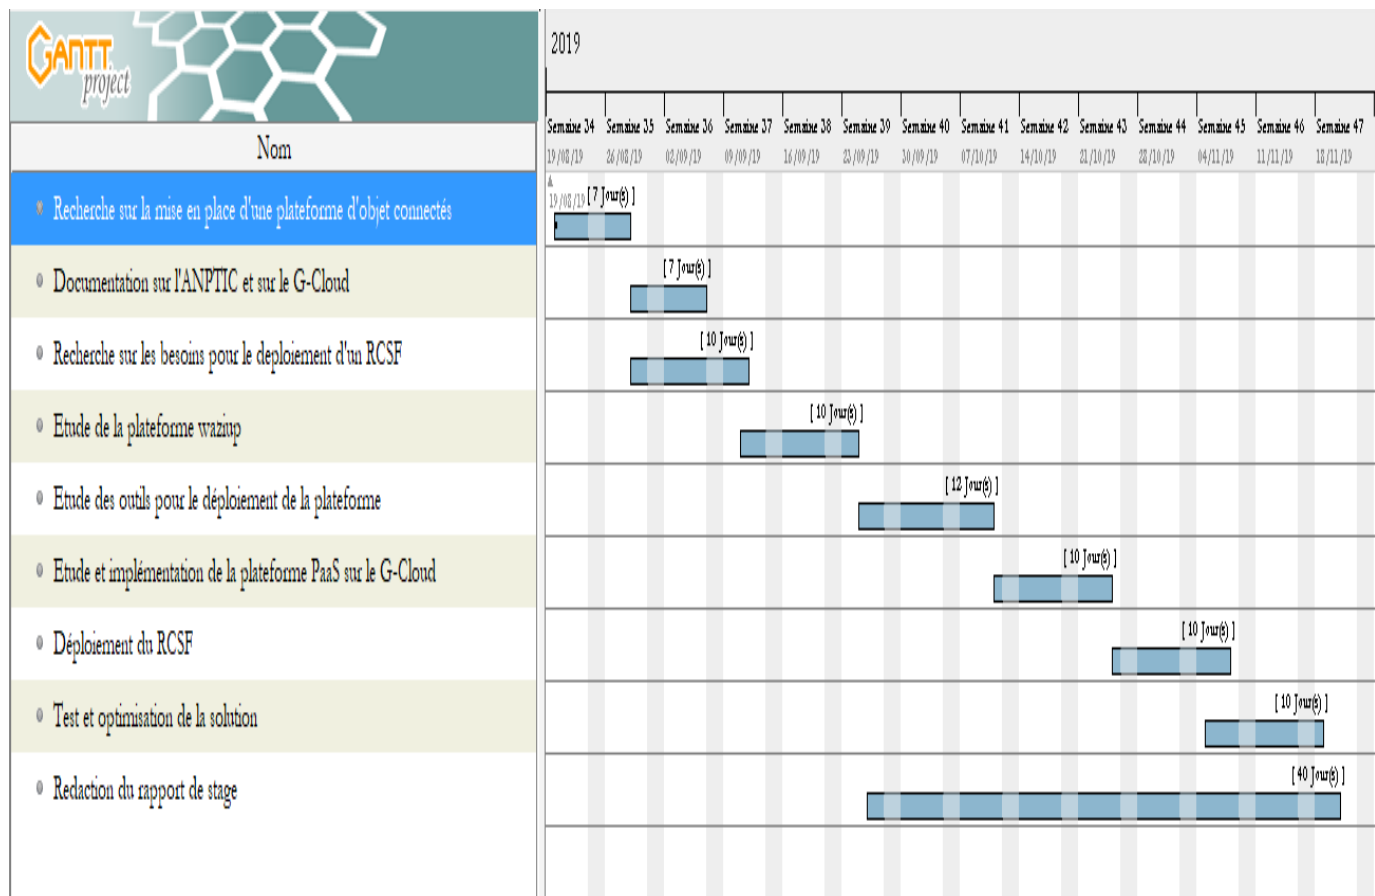 GANTT
project
2019
Semaine 34 Semaine 35 Semaine 36 Semaine 37 Semaine 38 Semaine 39 Semaine 40 Semaine 41 Semaine 42 Semaine 43 Semaine 44 Semaine 45 Semaine 46 Semaine 47
Nom
19/08/19 26/08/19 02/09/19 09/09/19 16/09/19 23/09/19 30/09/19 07/10/19 14/10/19 21/10/19 28/10/19 04/11/19 11/11/19 18/11/19
Recherche sur la mise en place d'une plateforme d'objet connectés
19/08/19 [ 7 Jour(s) ]
Documentation sur l'ANPTIC et sur le G-Cloud
[ 7 Jour(s) ]
Recherche sur les besoins pour le deploiement d'un RCSF
[ 10 Jour(s) ]
Etude de la plateforme waziup
[ 10 Jour(s) ]
Etude des outils pour le déploiement de la plateforme
[ 12 Jour(s) ]
Etude et implémentation de la plateforme PaaS sur le G-Cloud
[ 10 Jour(s) ]
Déploiement du RCSF
[ 10 Jour(s) ]
Test et optimisation de la solution
[ 10 Jour(s) ]
Redaction du rapport de stage
[ 40 Jour(s) ]